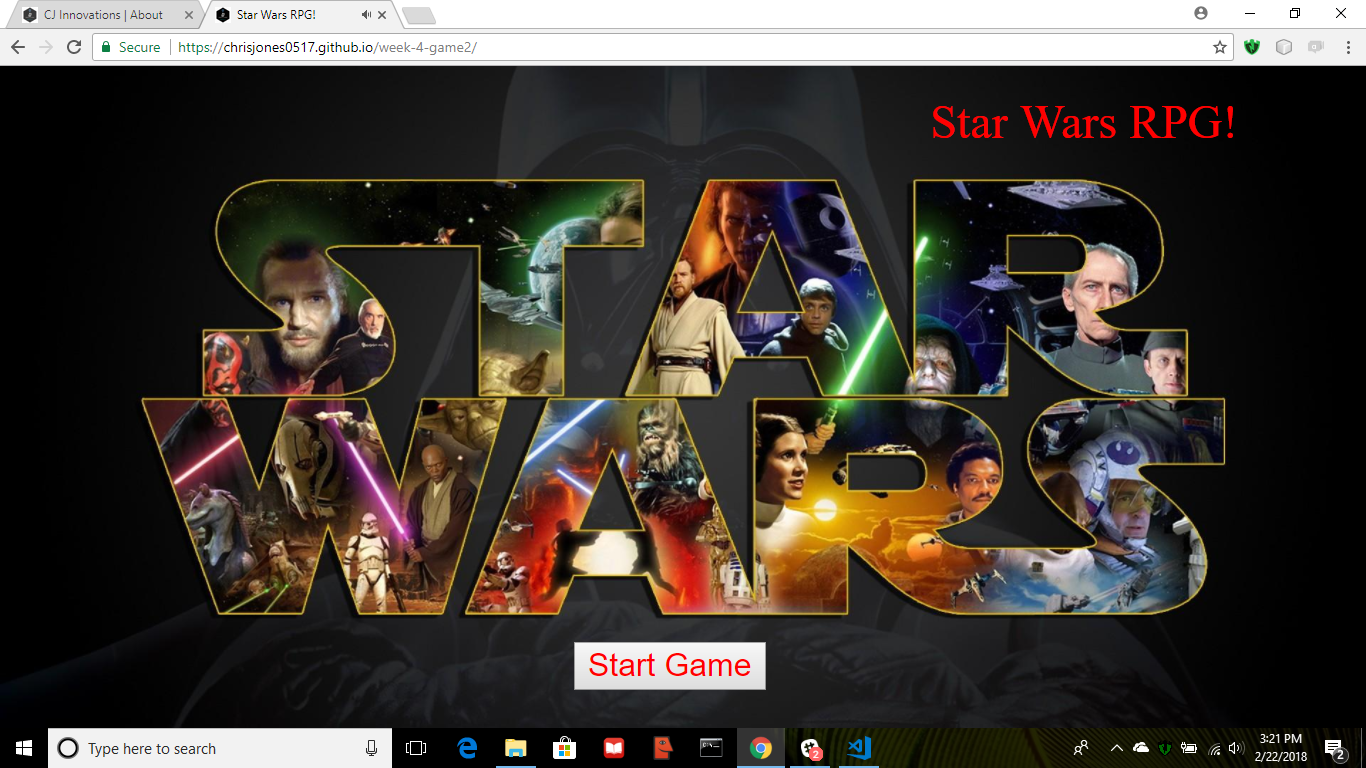 CJ Innovations | About
Star Wars RPG!
Secure
https://chrisjones0517.github.io/week-4-game2/
Star Wars RPG!
STAR
WARS
Start Game
Type here to search
2
3:21 PM
2/22/2018
2